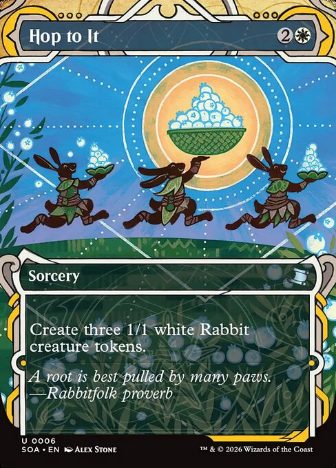 Hop to It 2
Sorcery
Create three 1/1 white Rabbit
creature tokens.
A root is best pulled by many paws.
—Rabbitfolk proverb
U 0006
SOA • EN ALEX STONE
™ & © 2026 Wizards of the Coast